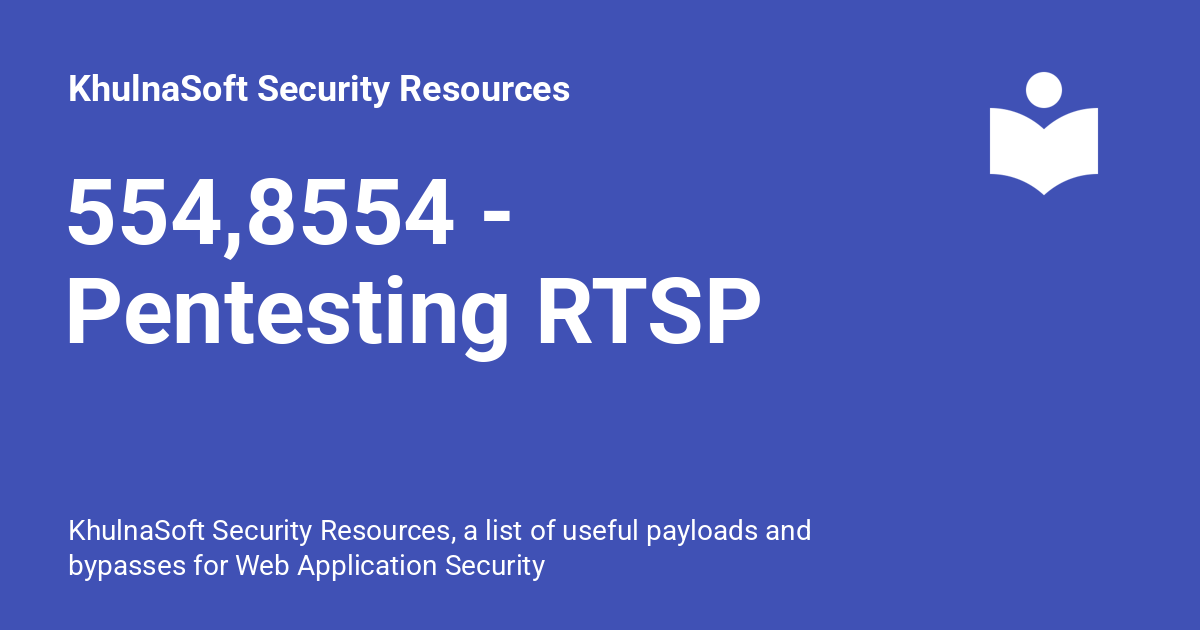 KhulnaSoft Security Resources
554,8554 -
Pentesting RTSP
KhulnaSoft Security Resources, a list of useful payloads and
bypasses for Web Application Security